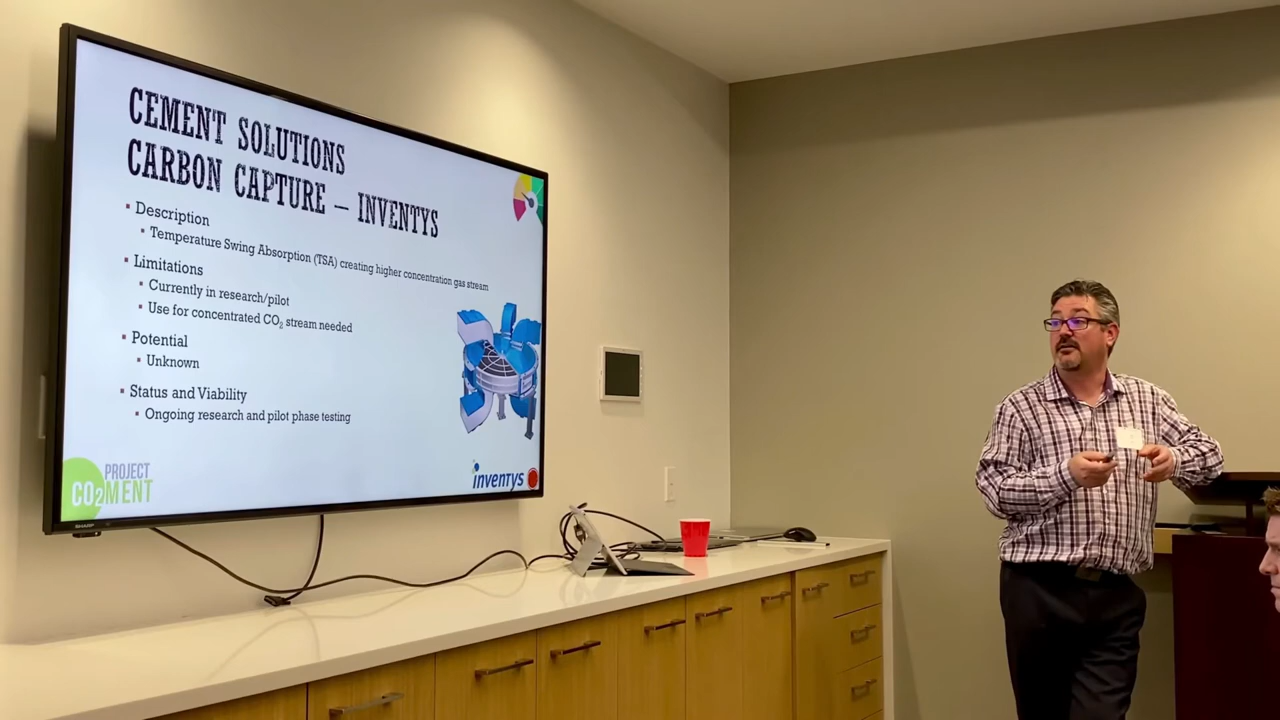 CEMENT SOLUTIONS
CARBON CAPTURE – INVENTYS
▪ Description
▪ Temperature Swing Absorption (TSA) creating higher concentration gas stream
▪ Limitations
▪ Currently in research/pilot
▪ Use for concentrated CO₂ stream needed
▪ Potential
▪ Unknown
▪ Status and Viability
▪ Ongoing research and pilot phase testing
PROJECT
CO₂MENT
inventys
SHARP